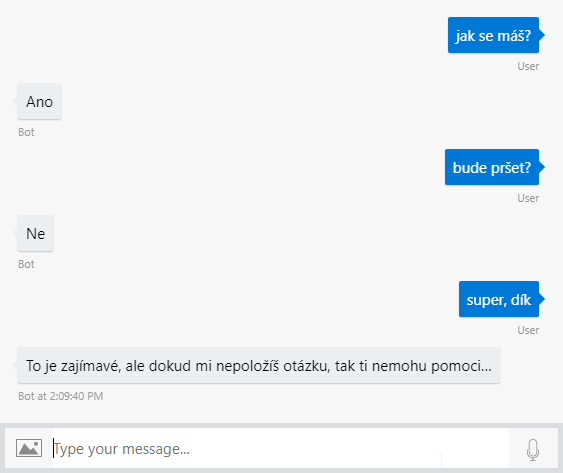 jak se máš?
User
Ano
Bot
bude pršet?
User
Ne
Bot
super, dík
User
To je zajímavé, ale dokud mi nepoložíš otázku, tak ti nemohu pomoci...
Bot at 2:09:40 PM
Type your message...